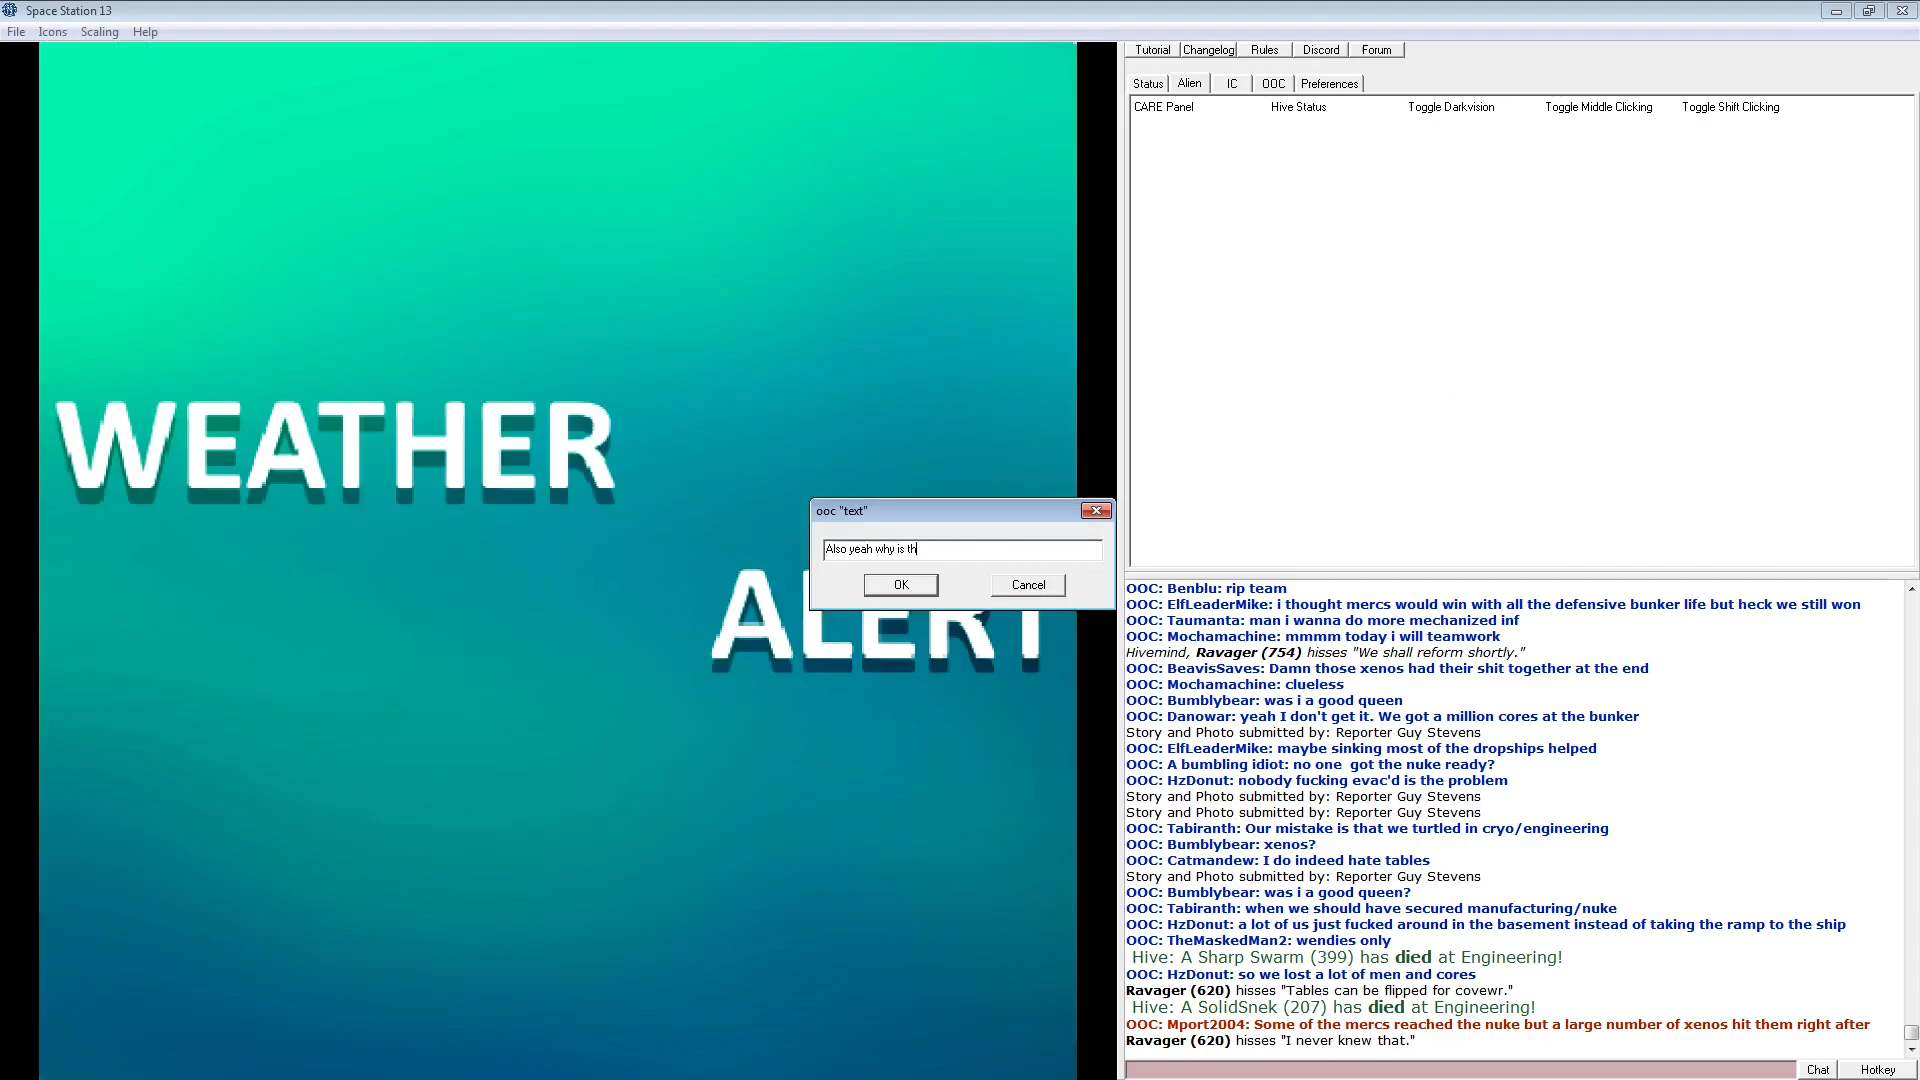 Space Station 13
File Icons Scaling Help
Tutorial Changelog Rules Discord Forum
Status Alien IC OOC Preferences
CARE Panel Hive Status Toggle Darkvision Toggle Middle Clicking Toggle Shift Clicking
WEATHER
ALERT
ooc "text"
Also yeah why is th
OK Cancel
OOC: Benblu: rip team
OOC: ElfLeaderMike: i thought mercs would win with all the defensive bunker life but heck we still won
OOC: Taumanta: man i wanna do more mechanized inf
OOC: Mochamachine: mmmm today i will teamwork
Hivemind, Ravager (754) hisses "We shall reform shortly."
OOC: BeavisSaves: Damn those xenos had their shit together at the end
OOC: Mochamachine: clueless
OOC: Bumblybear: was i a good queen
OOC: Danowar: yeah I don't get it. We got a million cores at the bunker
Story and Photo submitted by: Reporter Guy Stevens
OOC: ElfLeaderMike: maybe sinking most of the dropships helped
OOC: A bumbling idiot: no one  got the nuke ready?
OOC: HzDonut: nobody fucking evac'd is the problem
Story and Photo submitted by: Reporter Guy Stevens
Story and Photo submitted by: Reporter Guy Stevens
OOC: Tabiranth: Our mistake is that we turtled in cryo/engineering
OOC: Bumblybear: xenos?
OOC: Catmandew: I do indeed hate tables
Story and Photo submitted by: Reporter Guy Stevens
OOC: Bumblybear: was i a good queen?
OOC: Tabiranth: when we should have secured manufacturing/nuke
OOC: HzDonut: a lot of us just fucked around in the basement instead of taking the ramp to the ship
OOC: TheMaskedMan2: wendies only
Hive: A Sharp Swarm (399) has died at Engineering!
OOC: HzDonut: so we lost a lot of men and cores
Ravager (620) hisses "Tables can be flipped for covewr."
Hive: A SolidSnek (207) has died at Engineering!
OOC: Mport2004: Some of the mercs reached the nuke but a large number of xenos hit them right after
Ravager (620) hisses "I never knew that."
Chat Hotkey